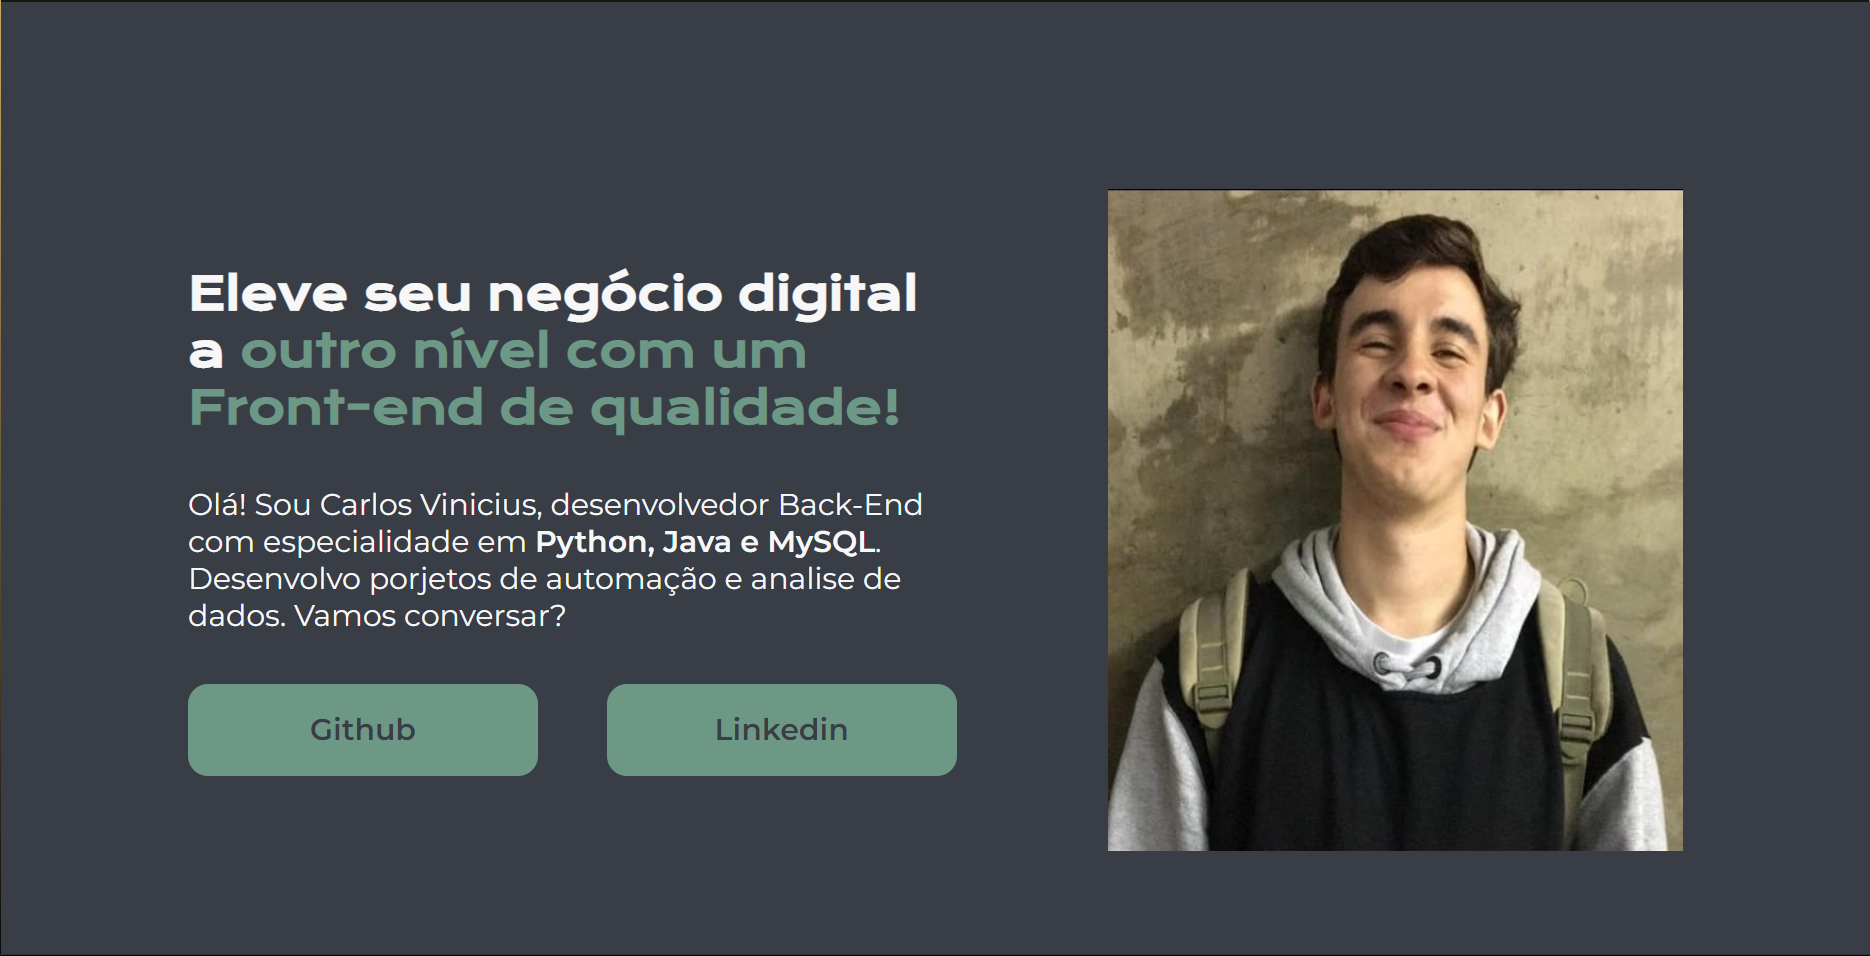 Eleve seu negócio digital
a outro nível com um
Front-end de qualidade!
Olá! Sou Carlos Vinicius, desenvolvedor Back-End
com especialidade em Python, Java e MySQL.
Desenvolvo porjetos de automação e analise de
dados. Vamos conversar?
Github
Linkedin